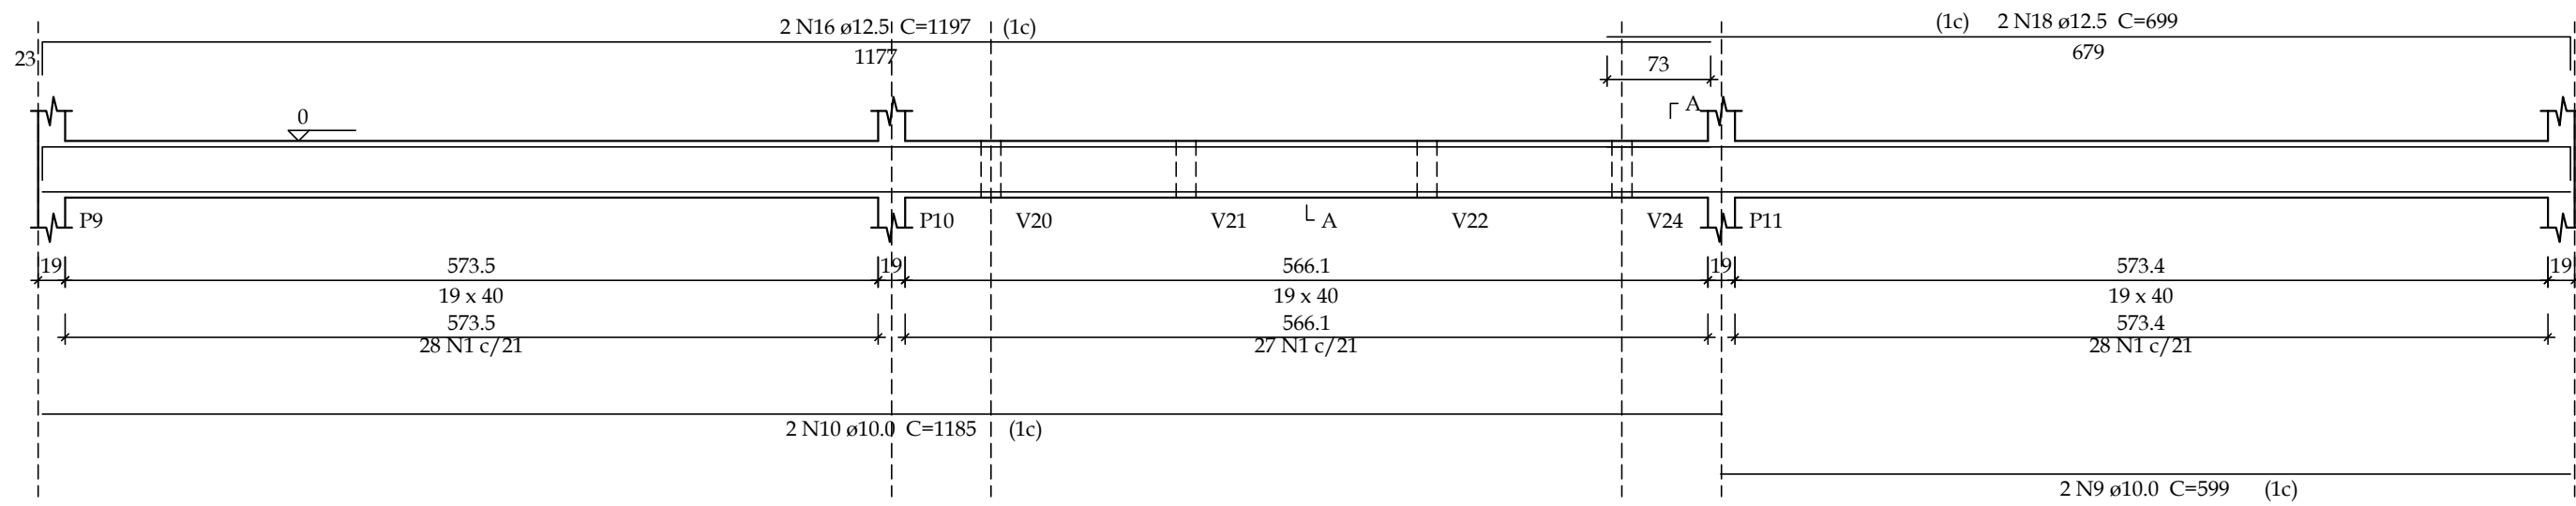 2 N16 ø12.5 C=1197 (1c)
(1c) 2 N18 ø12.5 C=699
23
1177
73
679
0
A
P9
P10
V20
V21
A
V22
V24
P11
19
573.5
19
566.1
19
573.4
19
19 x 40
19 x 40
19 x 40
573.5
566.1
573.4
28 N1 c/21
27 N1 c/21
28 N1 c/21
2 N10 ø10.0 C=1185 (1c)
2 N9 ø10.0 C=599 (1c)